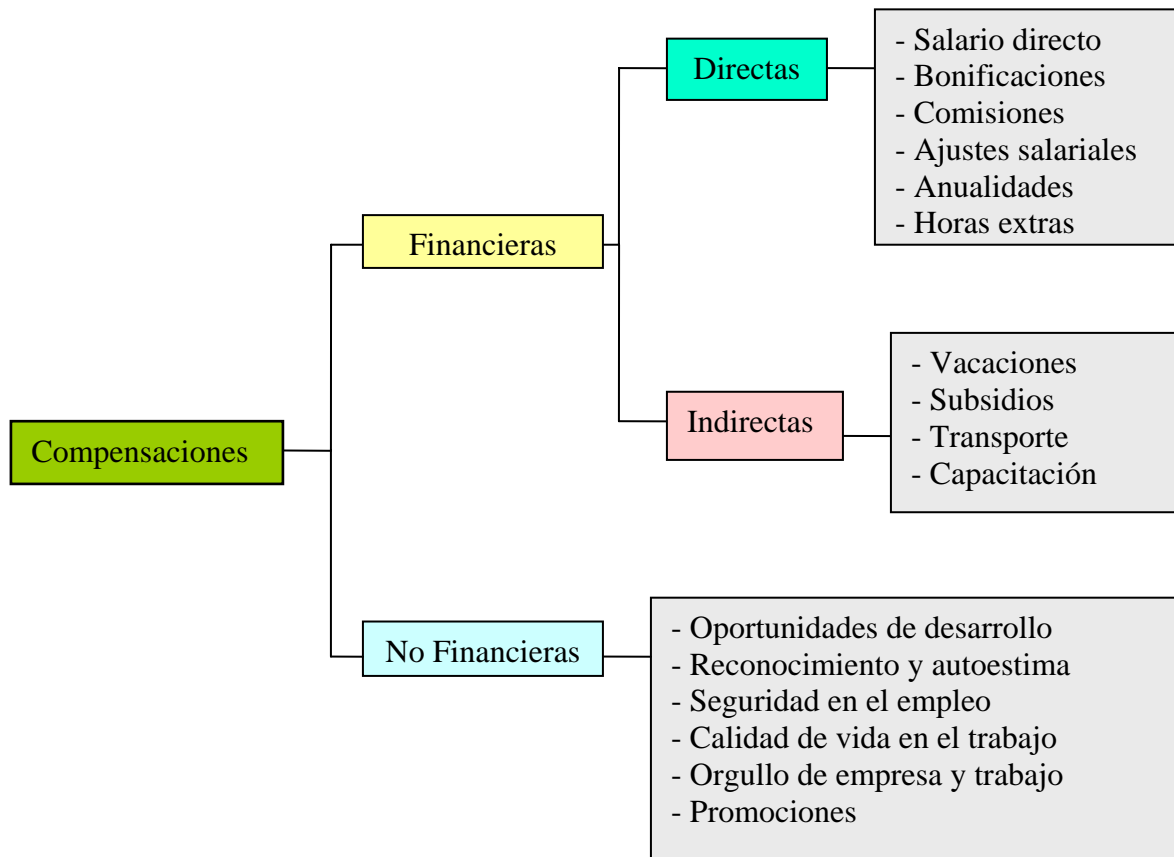 Compensaciones
Financieras
Directas
- Salario directo
- Bonificaciones
- Comisiones
- Ajustes salariales
- Anualidades
- Horas extras
Indirectas
- Vacaciones
- Subsidios
- Transporte
- Capacitación
No Financieras
- Oportunidades de desarrollo
- Reconocimiento y autoestima
- Seguridad en el empleo
- Calidad de vida en el trabajo
- Orgullo de empresa y trabajo
- Promociones